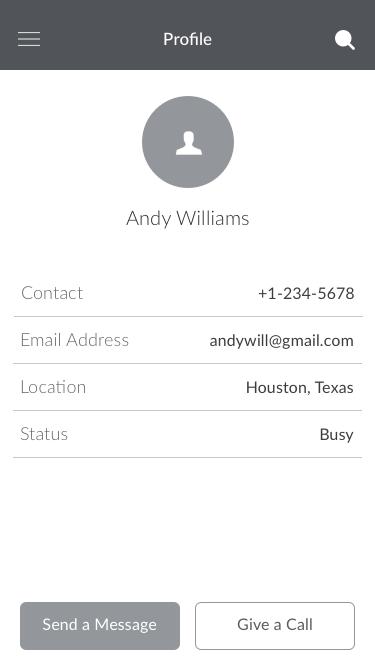 Profile
Andy Williams
Contact +1-234-5678
Email Address andywill@gmail.com
Location Houston, Texas
Status Busy
Send a Message Give a Call